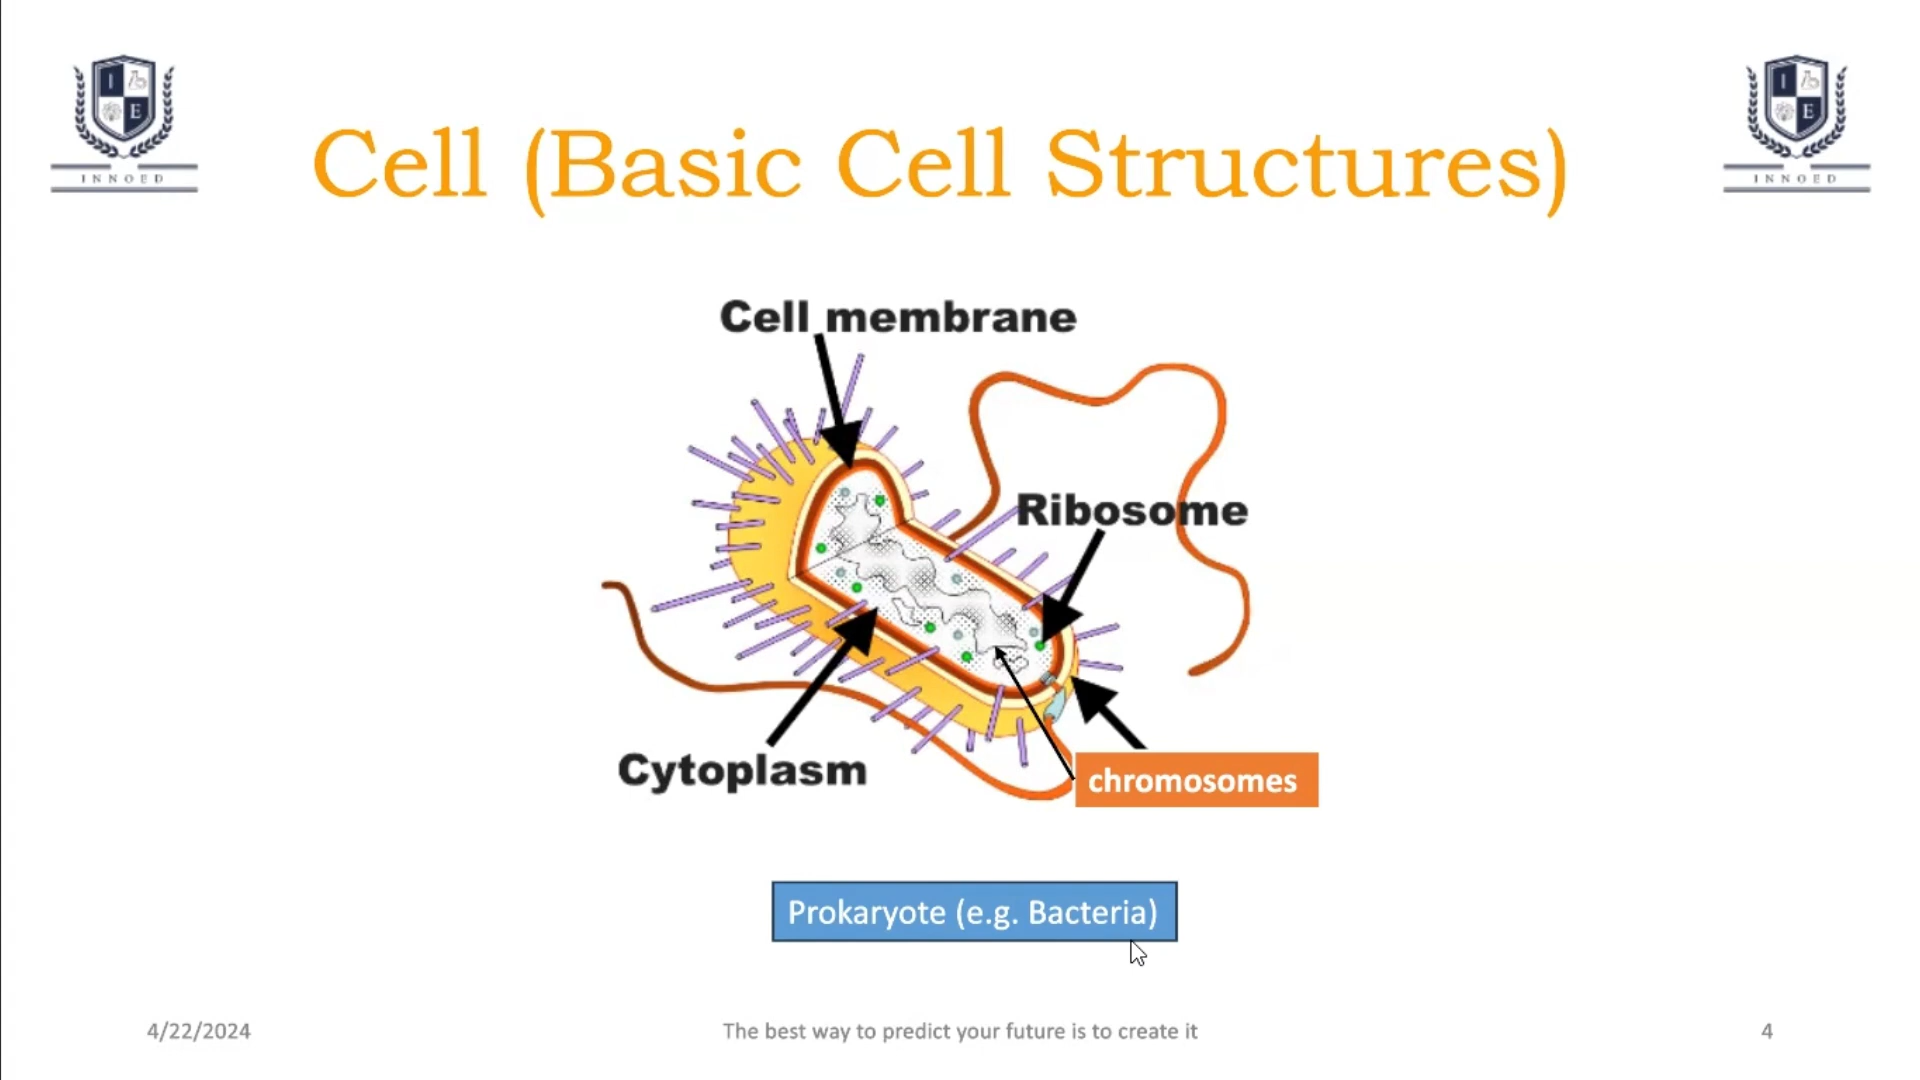 I
E
INNOED
I
E
INNOED
Cell (Basic Cell Structures)
Cell membrane
Ribosome
Cytoplasm
chromosomes
Prokaryote (e.g. Bacteria)
4/22/2024
The best way to predict your future is to create it
4